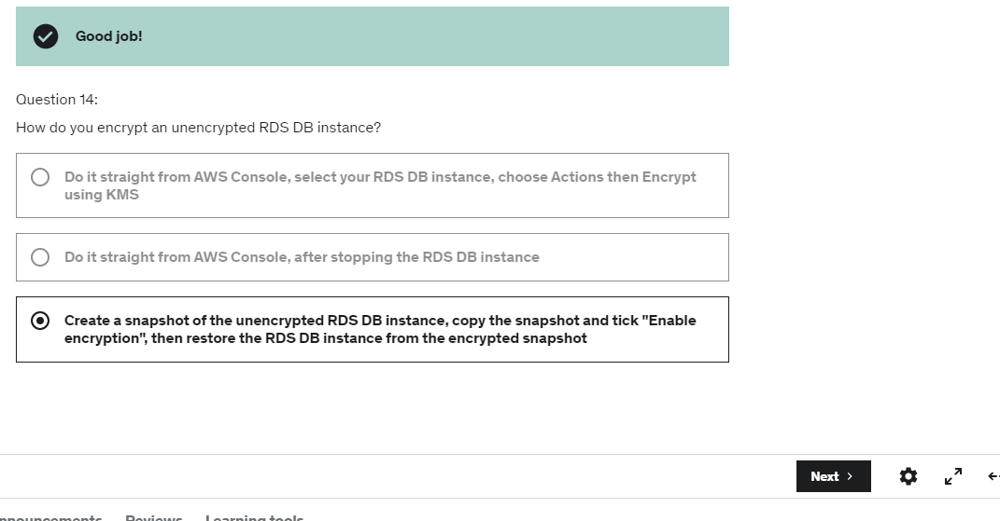 Good job!
Question 14:
How do you encrypt an unencrypted RDS DB instance?
Do it straight from AWS Console, select your RDS DB instance, choose Actions then Encrypt
using KMS
Do it straight from AWS Console, after stopping the RDS DB instance
Create a snapshot of the unencrypted RDS DB instance, copy the snapshot and tick "Enable
encryption", then restore the RDS DB instance from the encrypted snapshot
Next
nnouncements Reviews Learning tools